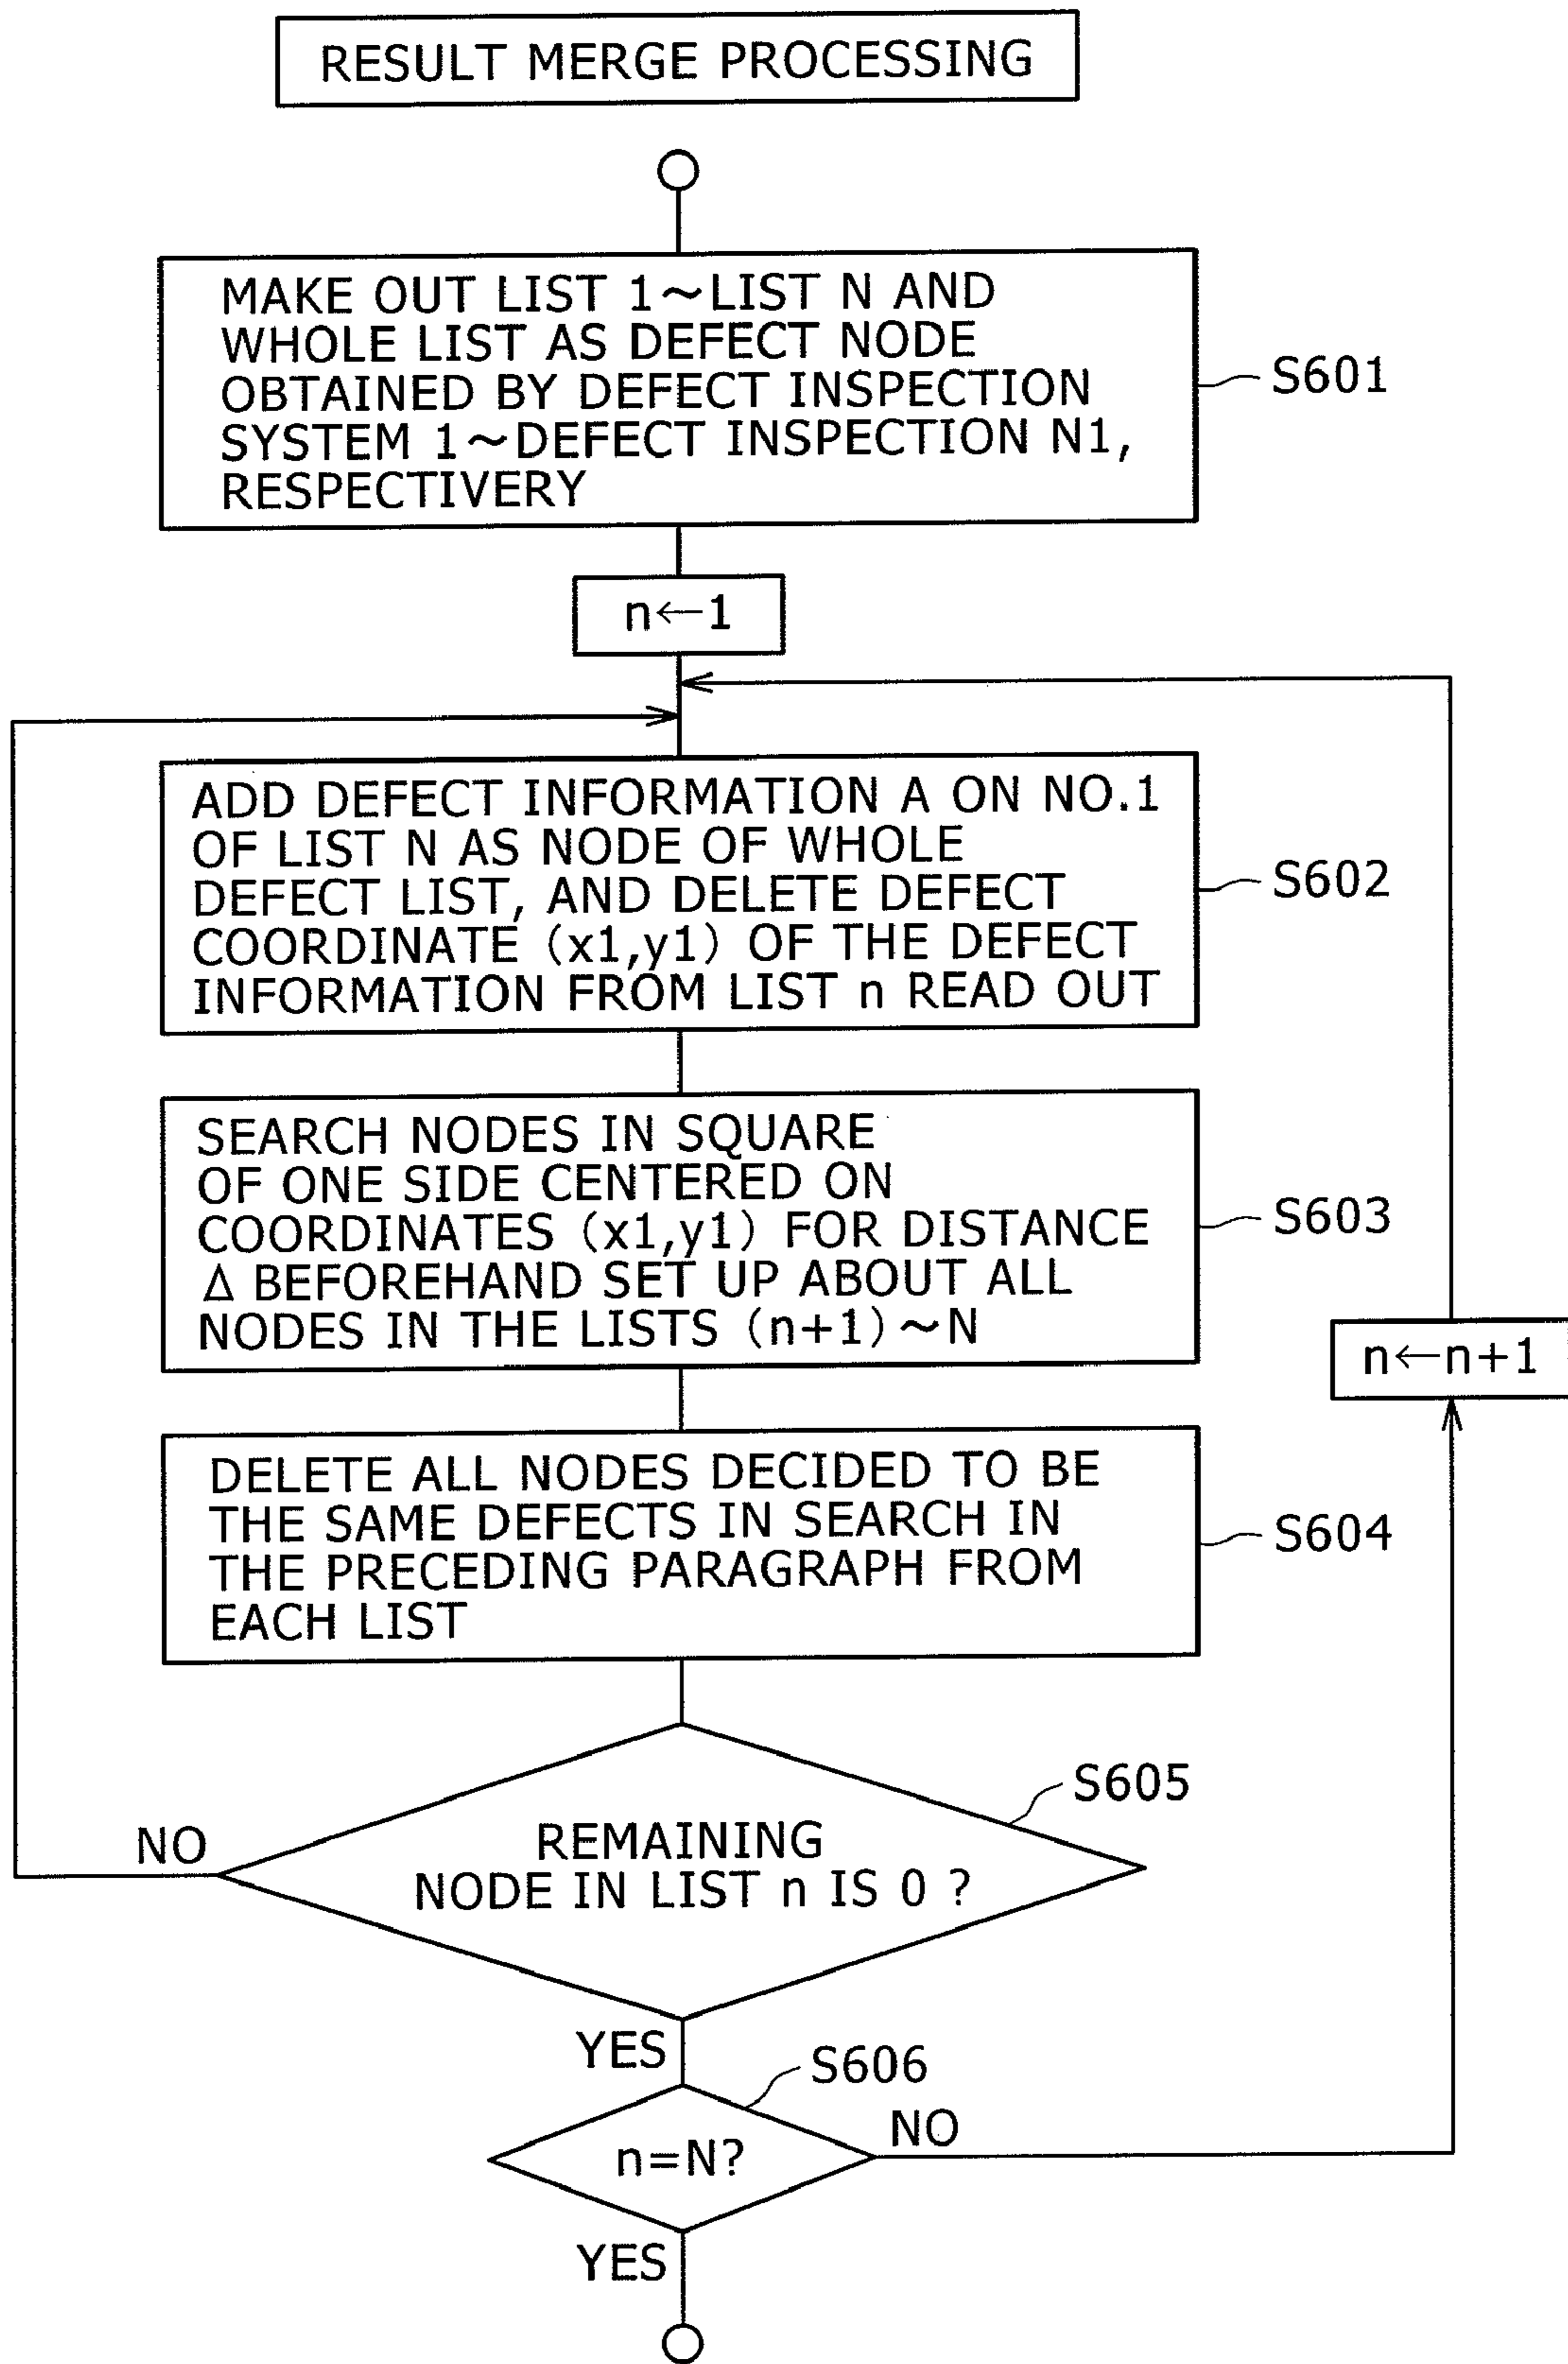 RESULT MERGE PROCESSING
MAKE OUT LIST 1~LIST N AND
WHOLE LIST AS DEFECT NODE
OBTAINED BY DEFECT INSPECTION
SYSTEM 1~DEFECT INSPECTION N1,
RESPECTIVERY
S601
n←1
ADD DEFECT INFORMATION A ON NO.1
OF LIST N AS NODE OF WHOLE
DEFECT LIST, AND DELETE DEFECT
COORDINATE (x1,y1) OF THE DEFECT
INFORMATION FROM LIST n READ OUT
S602
SEARCH NODES IN SQUARE
OF ONE SIDE CENTERED ON
COORDINATES (x1,y1) FOR DISTANCE
Δ BEFOREHAND SET UP ABOUT ALL
NODES IN THE LISTS (n+1)~N
S603
n←n+1
DELETE ALL NODES DECIDED TO BE
THE SAME DEFECTS IN SEARCH IN
THE PRECEDING PARAGRAPH FROM
EACH LIST
S604
S605
NO
REMAINING
NODE IN LIST n IS 0 ?
YES
S606
NO
n=N?
YES